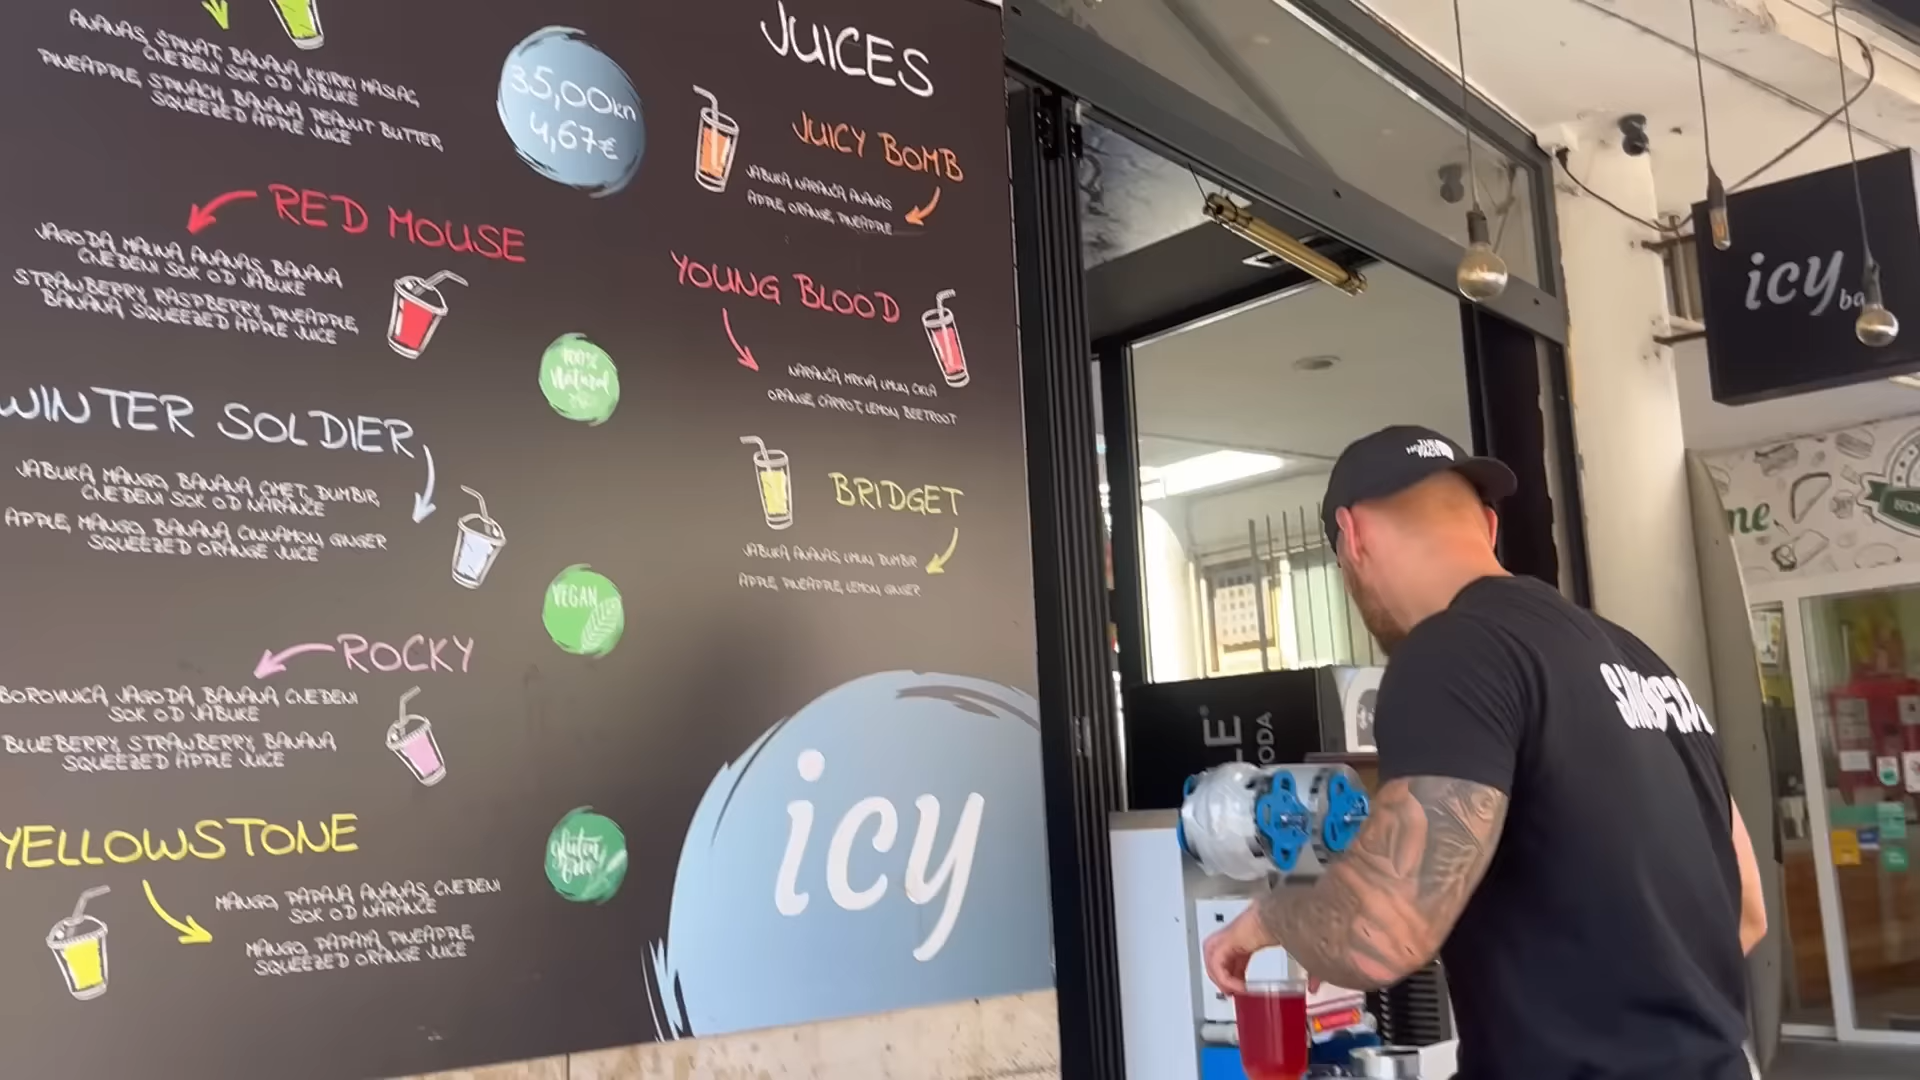 ANANAS, SPINAT, BANANA, KIKIRIKI MASLAC,
CIJEĐENI SOK OD JABUKE
PINEAPPLE, SPINACH, BANANA, PEANUT BUTTER,
SQUEEZED APPLE JUICE
RED MOUSE
JAGODA, MALINA, ANANAS, BANANA
CIJEĐENI SOK OD JABUKE
STRAWBERRY, RASPBERRY, PINEAPPLE,
BANANA, SQUEEZED APPLE JUICE
WINTER SOLDIER
JABUKA, MANGO, BANANA, CIMET, ĐUMBIR,
CIJEĐENI SOK OD NARANČE
APPLE, MANGO, BANANA, CINNAMON, GINGER
SQUEEZED ORANGE JUICE
ROCKY
BOROVNICA, JAGODA, BANANA, CIJEĐENI
SOK OD JABUKE
BLUEBERRY, STRAWBERRY, BANANA,
SQUEEZED APPLE JUICE
YELLOWSTONE
MANGO, PAPAJA, ANANAS, CIJEĐENI
SOK OD NARANČE
MANGO, PAPAYA, PINEAPPLE,
SQUEEZED ORANGE JUICE
35,00kn
4,67€
100%
Natural
VEGAN
gluten
free
JUICES
JUICY BOMB
JABUKA, NARANČA, ANANAS
APPLE, ORANGE, PINEAPPLE
YOUNG BLOOD
NARANČA, MRKVA, LIMUN, CIKLA
ORANGE, CARROT, LEMON, BEETROOT
BRIDGET
JABUKA, ANANAS, LIMUN, ĐUMBIR
APPLE, PINEAPPLE, LEMON, GINGER
icy
THE
NORTH
FACE
icy
ba
ODA